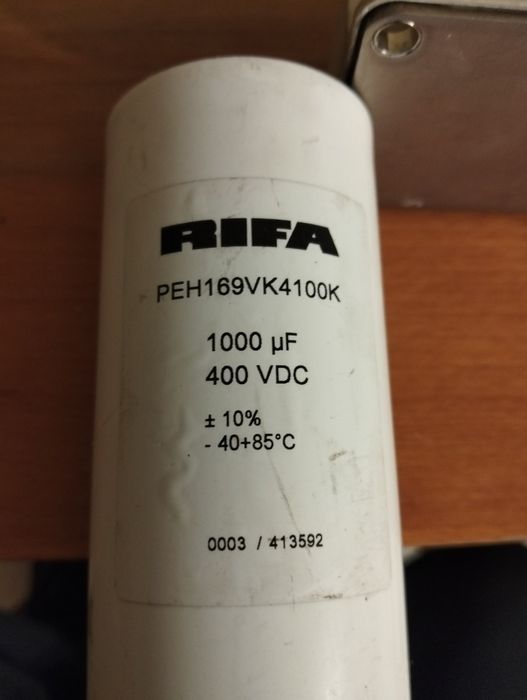 RIFA
PEH169VK4100K
1000 µF
400 VDC
± 10%
- 40+85°C
0003 / 413592